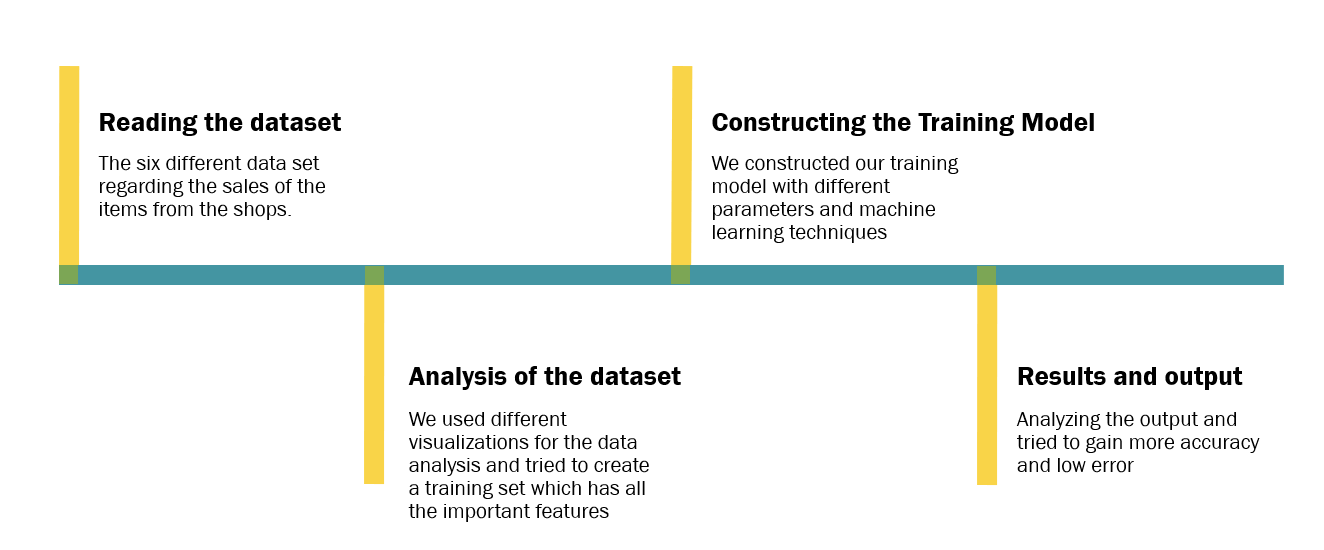 Reading the dataset
The six different data set
regarding the sales of the
items from the shops.
Analysis of the dataset
We used different
visualizations for the data
analysis and tried to create
a training set which has all
the important features
Constructing the Training Model
We constructed our training
model with different
parameters and machine
learning techniques
Results and output
Analyzing the output and
tried to gain more accuracy
and low error